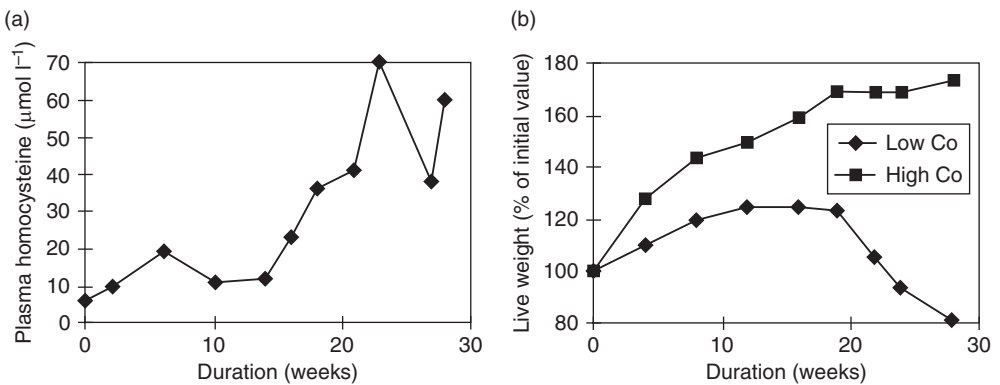 (a)
Plasma homocysteine (μmol l⁻¹)
70
60
50
40
30
20
10
0
0 10 20 30
Duration (weeks)
(b)
Live weight (% of initial value)
180
160
140
120
100
80
0 10 20 30
Duration (weeks)
Low Co
High Co